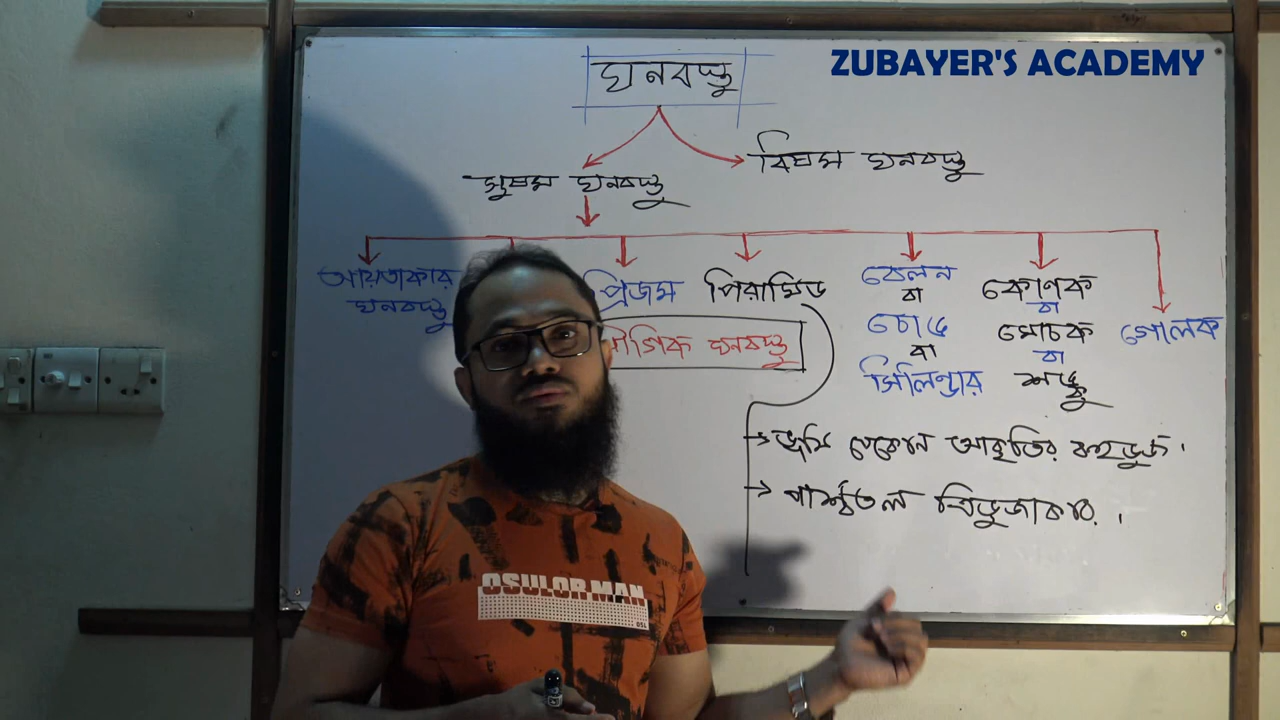 ZUBAYER'S ACADEMY
ঘনবস্তু
সুষম ঘনবস্তু
বিষম ঘনবস্তু
আয়তাকার
ঘনবস্তু
প্রিজম
পিরামিড
বেলন
বা
চোঙ
বা
সিলিণ্ডার
কোণক
বা
মোচক
বা
শঙ্কু
গোলক
যৌগিক ঘনবস্তু
ভূমি যেকোন আকৃতির বহুভুজ।
পার্শ্বতল ত্রিভুজাকার।
OSULOR MAN